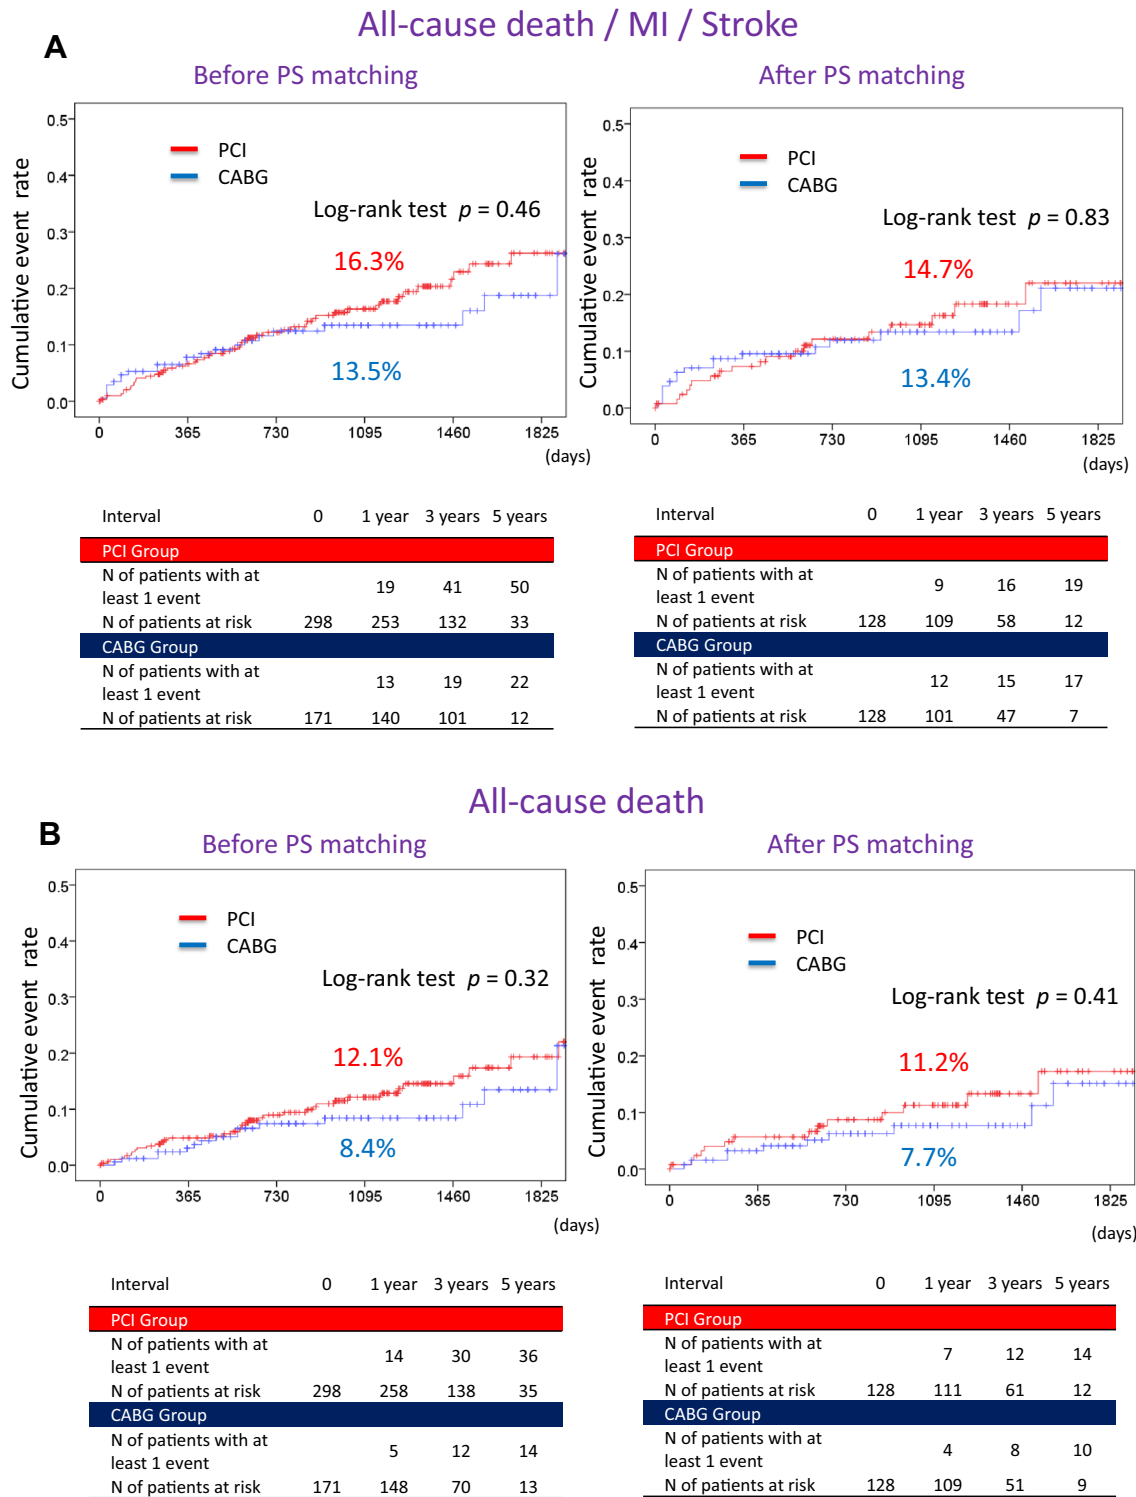 All-cause death / MI / Stroke
A
Before PS matching
After PS matching
Cumulative event rate
0.5
0.4
0.3
0.2
0.1
0.0
PCI
CABG
Log-rank test p = 0.46
16.3%
13.5%
0 365 730 1095 1460 1825
(days)
Cumulative event rate
0.5
0.4
0.3
0.2
0.1
0.0
PCI
CABG
Log-rank test p = 0.83
14.7%
13.4%
0 365 730 1095 1460 1825
(days)
Interval 0 1 year 3 years 5 years
PCI Group
N of patients with at
least 1 event 19 41 50
N of patients at risk 298 253 132 33
CABG Group
N of patients with at
least 1 event 13 19 22
N of patients at risk 171 140 101 12
Interval 0 1 year 3 years 5 years
PCI Group
N of patients with at
least 1 event 9 16 19
N of patients at risk 128 109 58 12
CABG Group
N of patients with at
least 1 event 12 15 17
N of patients at risk 128 101 47 7
All-cause death
B
Before PS matching
After PS matching
Cumulative event rate
0.5
0.4
0.3
0.2
0.1
0.0
PCI
CABG
Log-rank test p = 0.32
12.1%
8.4%
0 365 730 1095 1460 1825
(days)
Cumulative event rate
0.5
0.4
0.3
0.2
0.1
0.0
PCI
CABG
Log-rank test p = 0.41
11.2%
7.7%
0 365 730 1095 1460 1825
(days)
Interval 0 1 year 3 years 5 years
PCI Group
N of patients with at
least 1 event 14 30 36
N of patients at risk 298 258 138 35
CABG Group
N of patients with at
least 1 event 5 12 14
N of patients at risk 171 148 70 13
Interval 0 1 year 3 years 5 years
PCI Group
N of patients with at
least 1 event 7 12 14
N of patients at risk 128 111 61 12
CABG Group
N of patients with at
least 1 event 4 8 10
N of patients at risk 128 109 51 9